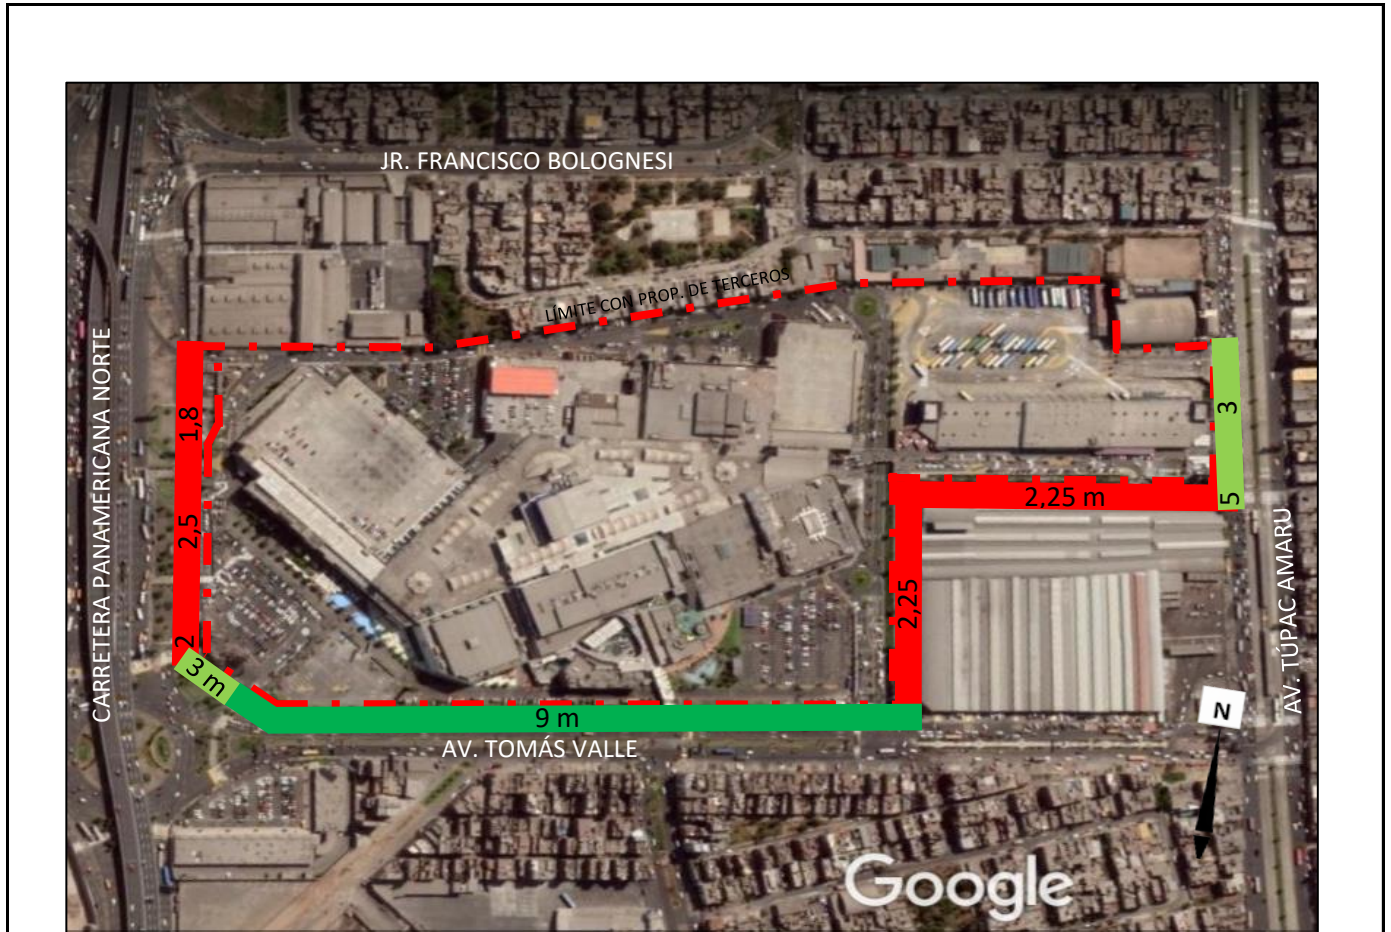 JR. FRANCISCO BOLOGNESI
LÍMITE CON PROP. DE TERCEROS
CARRETERA PANAMERICANA NORTE
1,8
2,5
2
3 m
9 m
AV. TOMÁS VALLE
2,25
2,25 m
3
5
AV. TÚPAC AMARU
N
Google